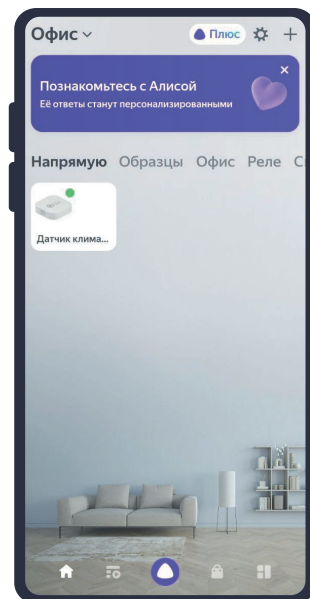 Офис
Плюс
Познакомьтесь с Алисой
Её ответы станут персонализированными
Напрямую Образцы Офис Реле С
Датчик клима...